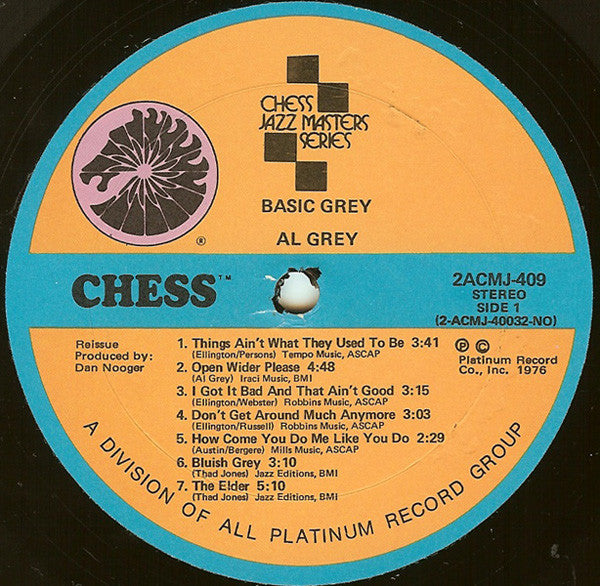 CHESS
JAZZ MASTERS
SERIES
BASIC GREY
AL GREY
®
CHESS™
2ACMJ-409
STEREO
SIDE 1
(2-ACMJ-40032-NO)
Reissue
Produced by:
Dan Nooger
1. Things Ain't What They Used To Be 3:41
(Ellington/Persons) Tempo Music, ASCAP
2. Open Wider Please 4:48
(Al Grey) Iraci Music, BMI
3. I Got It Bad And That Ain't Good 3:15
(Ellington/Webster) Robbins Music, ASCAP
4. Don't Get Around Much Anymore 3:03
(Ellington/Russell) Robbins Music, ASCAP
5. How Come You Do Me Like You Do 2:29
(Austin/Bergere) Mills Music, ASCAP
6. Bluish Grey 3:10
(Thad Jones) Jazz Editions, BMI
7. The Elder 5:10
(Thad Jones) Jazz Editions, BMI
℗ ©
Platinum Record
Co., Inc. 1976
A DIVISION OF ALL PLATINUM RECORD GROUP